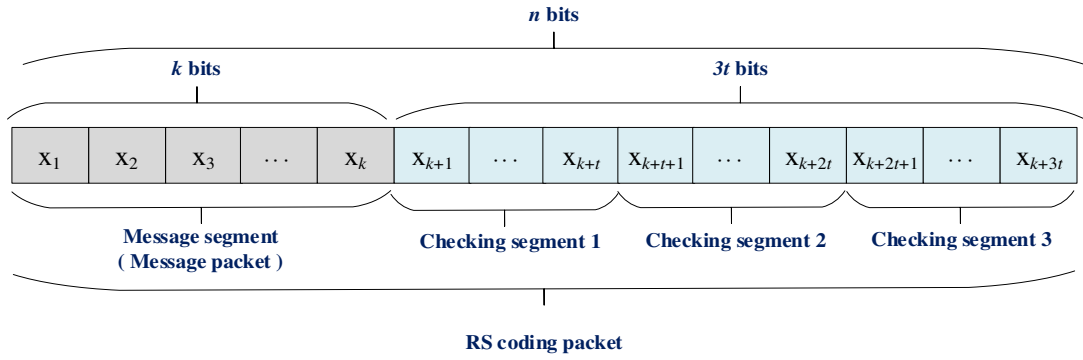 n bits
k bits 3t bits
x₁ x₂ x₃ ... xₖ xₖ₊₁ ... xₖ₊ₜ xₖ₊ₜ₊₁ ... xₖ₊₂ₜ xₖ₊₂ₜ₊₁ ... xₖ₊₃ₜ
Message segment
( Message packet )
Checking segment 1 Checking segment 2 Checking segment 3
RS coding packet